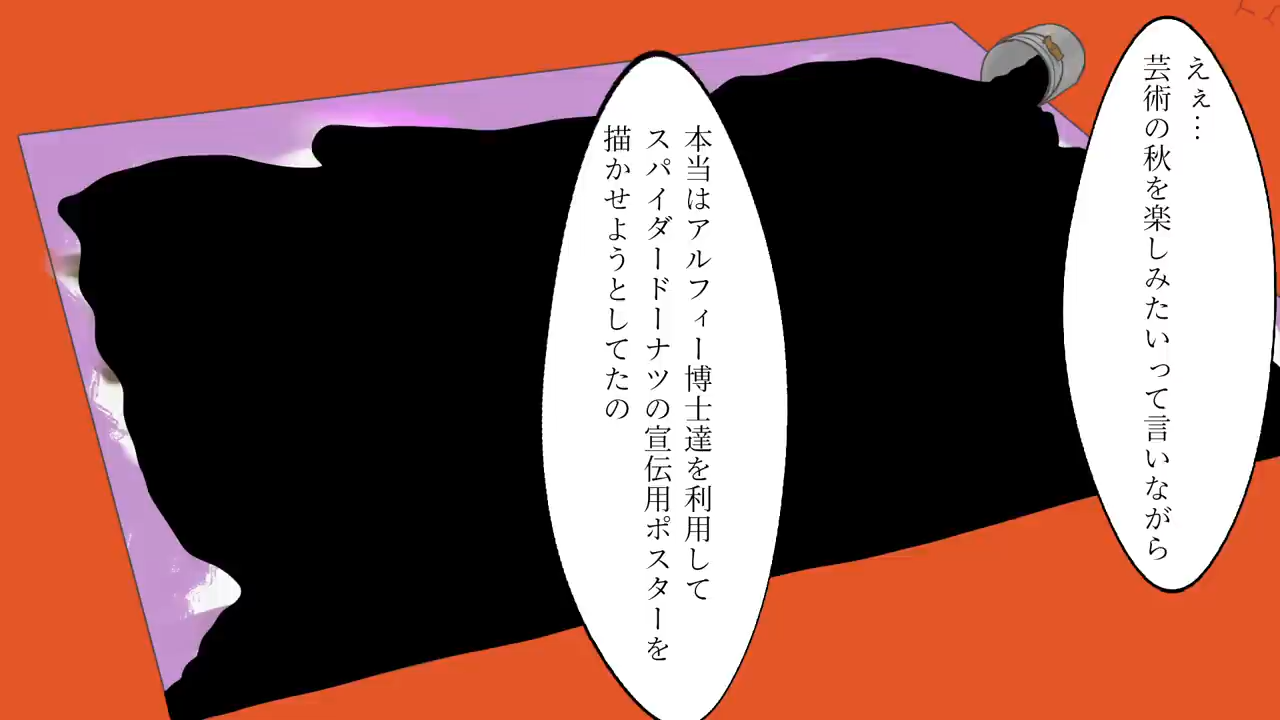 ええ…
芸術の秋を楽しみたいって言いながら
本当はアルフィー博士達を利用して
スパイダードーナツの宣伝用ポスターを
描かせようとしてたの